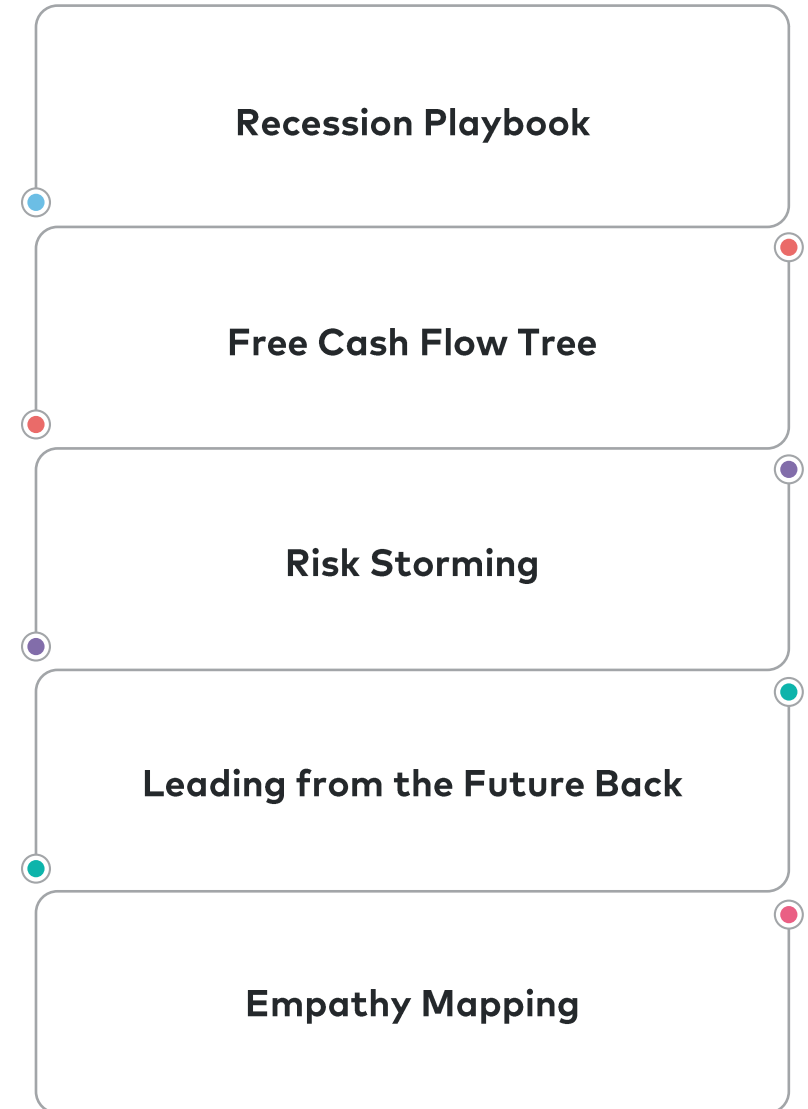 Recession Playbook
Free Cash Flow Tree
Risk Storming
Leading from the Future Back
Empathy Mapping